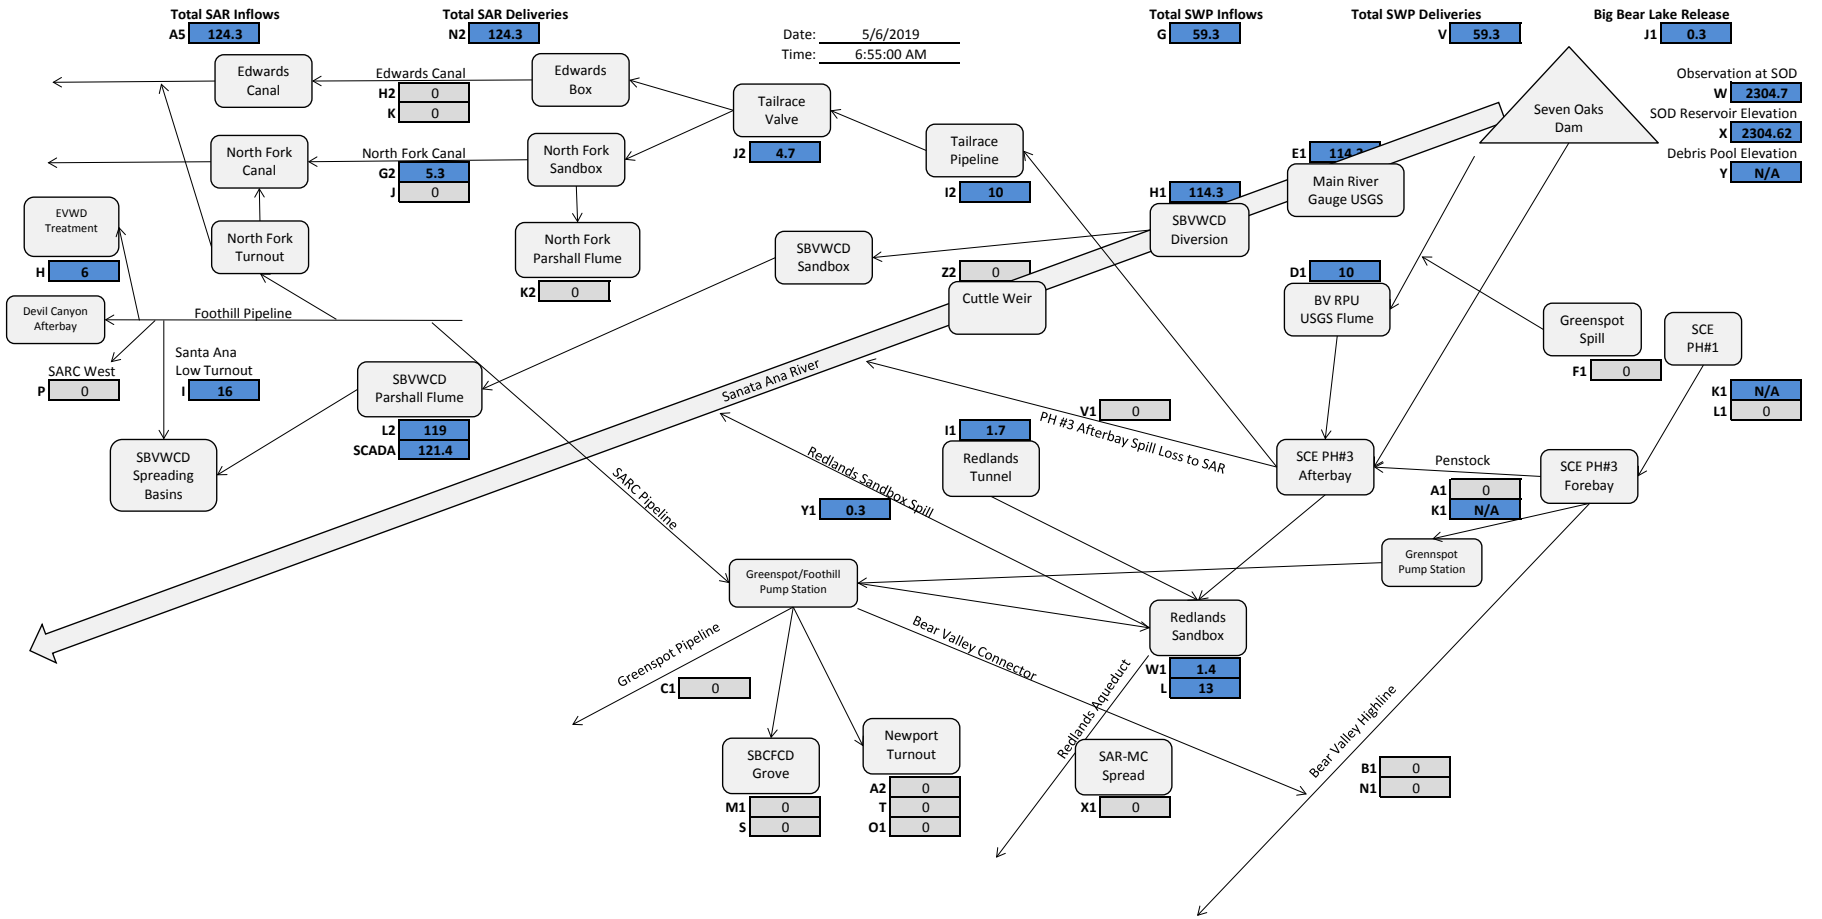 Total SAR Inflows
A5 124.3
Total SAR Deliveries
N2 124.3
Date: 5/6/2019
Time: 6:55:00 AM
Total SWP Inflows
G 59.3
Total SWP Deliveries
V 59.3
Big Bear Lake Release
J1 0.3
Observation at SOD
W 2304.7
SOD Reservoir Elevation
X 2304.62
Debris Pool Elevation
Y N/A
Seven Oaks
Dam
Edwards
Canal
Edwards Canal
H2 0
K 0
Edwards
Box
Tailrace
Valve
J2 4.7
Tailrace
Pipeline
I2 10
E1
Main River
Gauge USGS
H1 114.3
SBVWCD
Diversion
North Fork
Canal
North Fork Canal
G2 5.3
J 0
North Fork
Sandbox
EVWD
Treatment
H 6
North Fork
Turnout
North Fork
Parshall Flume
K2 0
SBVWCD
Sandbox
Z2 0
Cuttle Weir
D1 10
BV RPU
USGS Flume
Greenspot
Spill
F1 0
SCE
PH#1
K1 N/A
L1 0
Devil Canyon
Afterbay
Foothill Pipeline
SARC West
P 0
Santa Ana
Low Turnout
I 16
SBVWCD
Parshall Flume
L2 119
SCADA 121.4
SBVWCD
Spreading
Basins
Sanata Ana River
V1 0
PH #3 Afterbay Spill Loss to SAR
I1 1.7
Redlands
Tunnel
Redlands Sandbox Spill
Y1 0.3
SARC Pipeline
SCE PH#3
Afterbay
Penstock
A1 0
K1 N/A
SCE PH#3
Forebay
Grennspot
Pump Station
Greenspot/Foothill
Pump Station
Redlands
Sandbox
W1 1.4
L 13
Greenspot Pipeline
C1 0
Bear Valley Connector
Redlands Aqueduct
Bear Valley Highline
SBCFCD
Grove
M1 0
S 0
Newport
Turnout
A2 0
T 0
O1 0
SAR-MC
Spread
X1 0
B1 0
N1 0